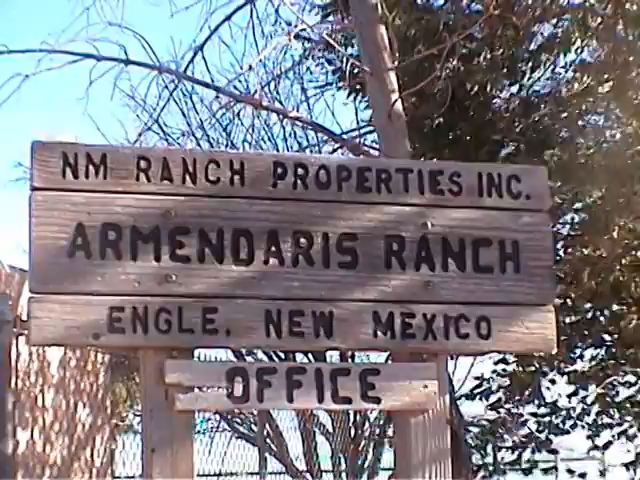 NM RANCH PROPERTIES INC.
ARMENDARIS RANCH
ENGLE. NEW MEXICO
OFFICE